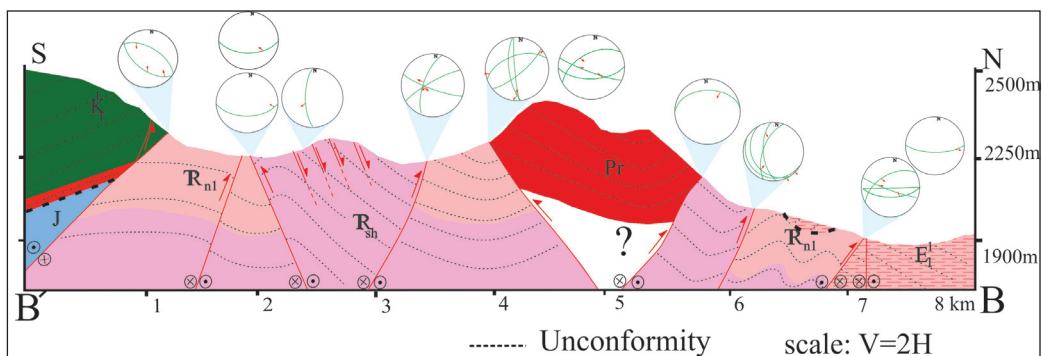 S
N
N N N N N N N N N N N
2500m
2250m
1900m
K
J
Ʀn1
Ʀsh
Pr
?
Ʀn1
E¹₁
B′ 1 2 3 4 5 6 7 8 km B
Unconformity scale: V=2H